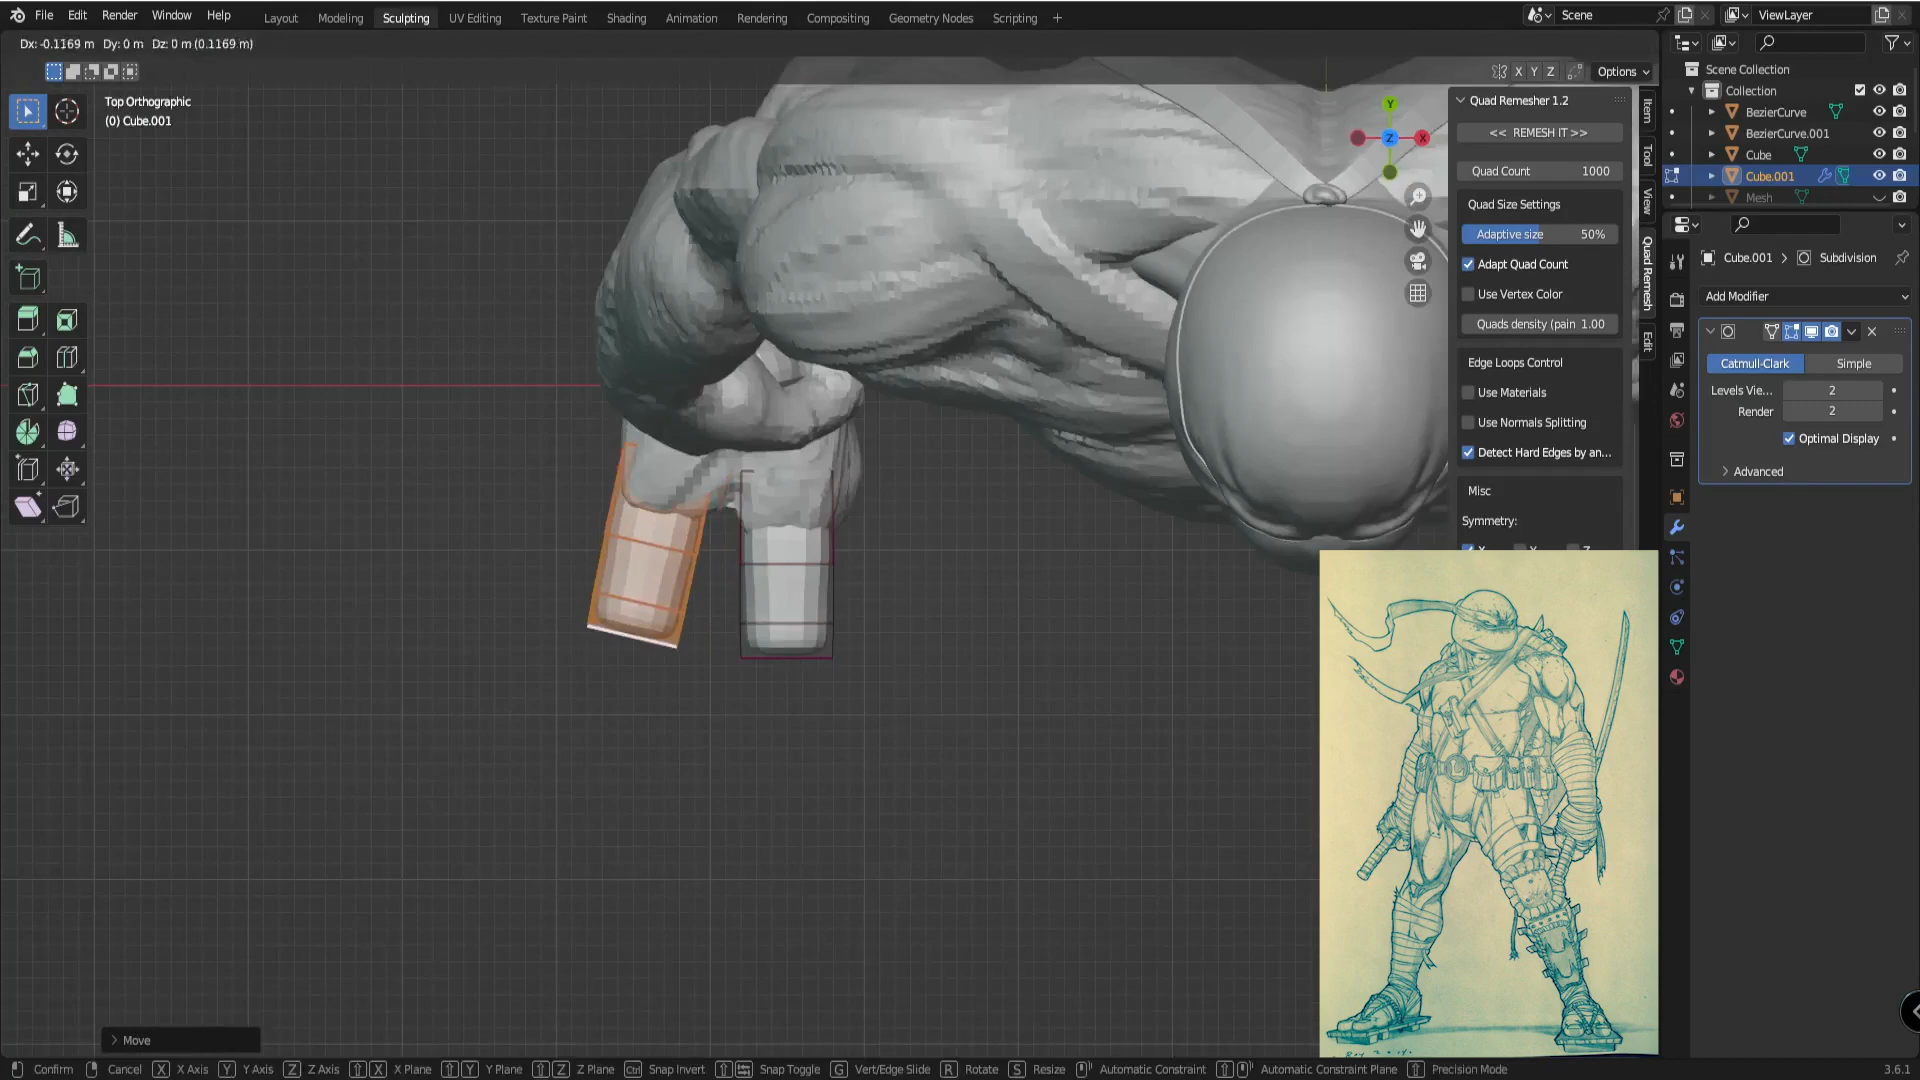 File Edit Render Window Help Layout Modeling Sculpting UV Editing Texture Paint Shading Animation Rendering Compositing Geometry Nodes Scripting + Scene ViewLayer
Dx: -0.1169 m Dy: 0 m Dz: 0 m (0.1169 m)
X Y Z Options
Top Orthographic
(0) Cube.001
Y
Z
X
Quad Remesher 1.2
<< REMESH IT >>
Quad Count 1000
Quad Size Settings
Adaptive size 50%
Adapt Quad Count
Use Vertex Color
Quads density (pain 1.00
Edge Loops Control
Use Materials
Use Normals Splitting
Detect Hard Edges by an...
Misc
Symmetry:
Item
Tool
View
Quad Remesh
Edit
Scene Collection
Collection
BezierCurve
BezierCurve.001
Cube
Cube.001
Mesh
Cube.001 > Subdivision
Add Modifier
Catmull-Clark Simple
Levels Vie... 2
Render 2
Optimal Display
Advanced
Move
Confirm Cancel X X Axis Y Y Axis Z Z Axis X X Plane Y Y Plane Z Z Plane Ctrl Snap Invert Snap Toggle G Vert/Edge Slide R Rotate S Resize Automatic Constraint Automatic Constraint Plane Precision Mode 3.6.1